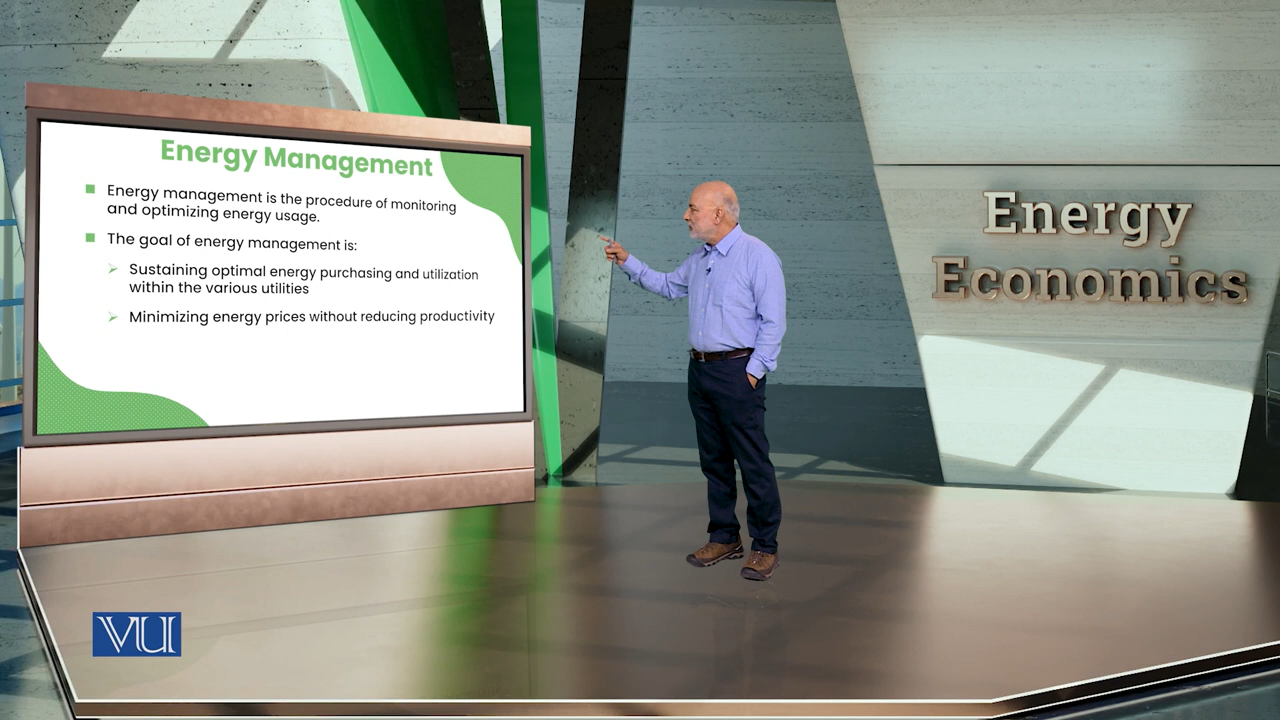 Energy Management
Energy management is the procedure of monitoring
and optimizing energy usage.
The goal of energy management is:
Sustaining optimal energy purchasing and utilization
within the various utilities
Minimizing energy prices without reducing productivity
Energy
Economics
VU